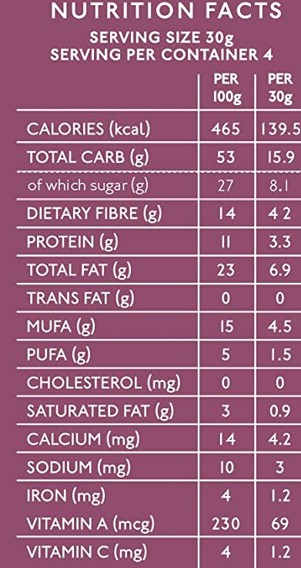 NUTRITION FACTS
SERVING SIZE 30g
SERVING PER CONTAINER 4
PER 100g PER 30g
CALORIES (kcal) 465 139.5
TOTAL CARB (g) 53 15.9
of which sugar (g) 27 8.1
DIETARY FIBRE (g) 14 4 2
PROTEIN (g) 11 3.3
TOTAL FAT (g) 23 6.9
TRANS FAT (g) 0 0
MUFA (g) 15 4.5
PUFA (g) 5 1.5
CHOLESTEROL (mg) 0 0
SATURATED FAT (g) 3 0.9
CALCIUM (mg) 14 4.2
SODIUM (mg) 10 3
IRON (mg) 4 1.2
VITAMIN A (mcg) 230 69
VITAMIN C (mg) 4 1.2